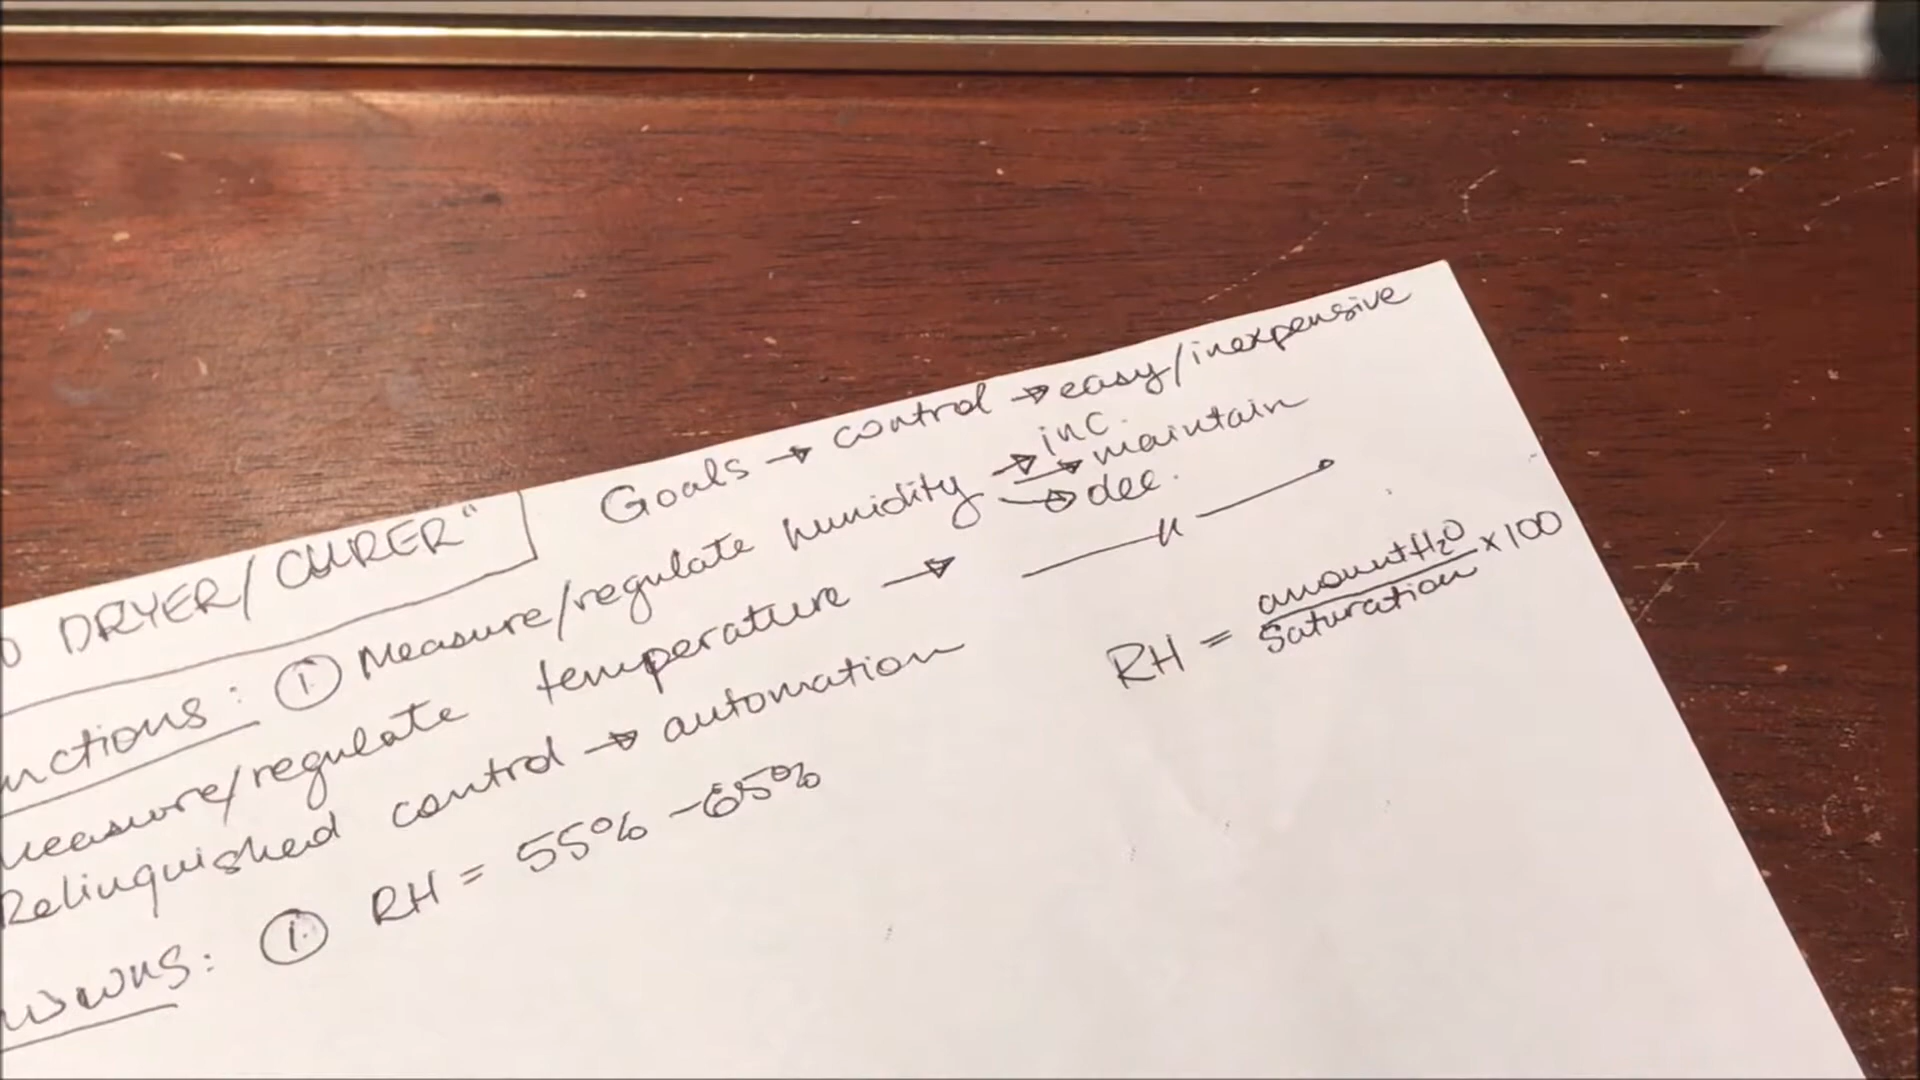 DRYER/CURER"
Goals → control → easy/inexpensive
nctions: ① Measure/regulate humidity → inc.
→ maintain
→ dec.
measure/regulate temperature → —— " ——
Relinquished control → automation
RH = amount H₂O / Saturation × 100
① RH = 55% - 65%